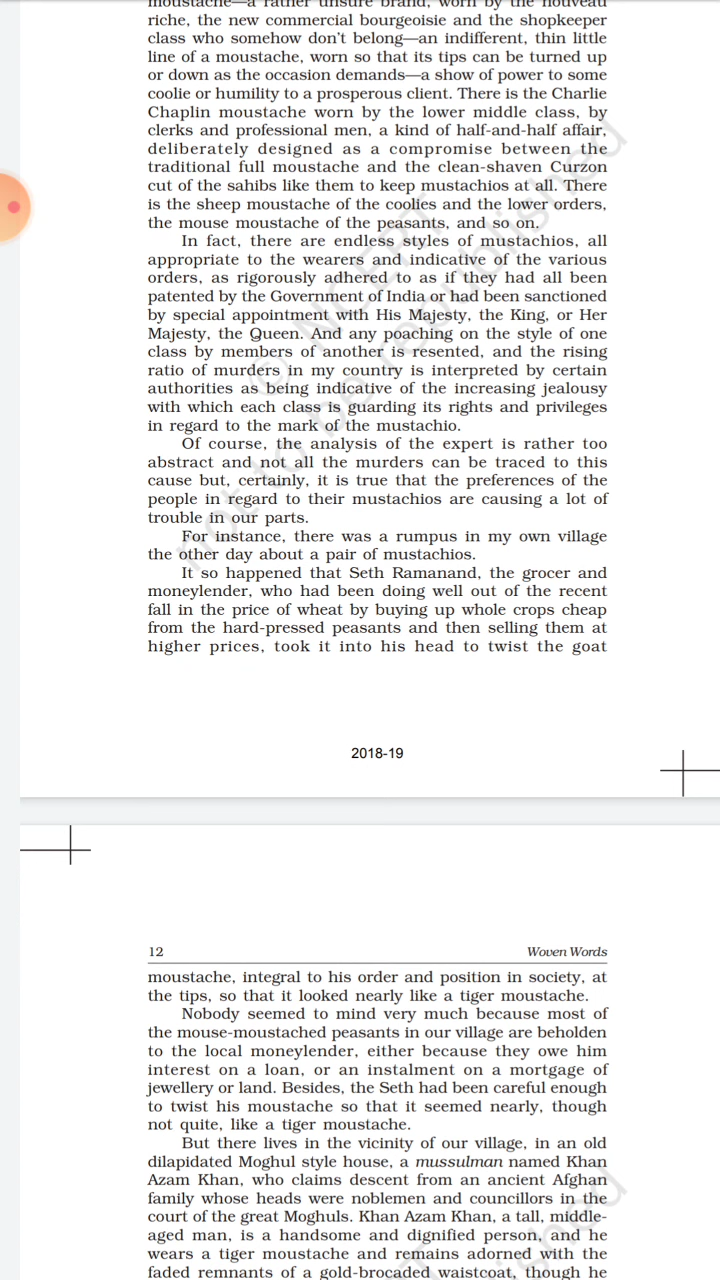 moustache—a rather unsure brand, worn by the nouveau
riche, the new commercial bourgeoisie and the shopkeeper
class who somehow don't belong—an indifferent, thin little
line of a moustache, worn so that its tips can be turned up
or down as the occasion demands—a show of power to some
coolie or humility to a prosperous client. There is the Charlie
Chaplin moustache worn by the lower middle class, by
clerks and professional men, a kind of half-and-half affair,
deliberately designed as a compromise between the
traditional full moustache and the clean-shaven Curzon
cut of the sahibs like them to keep mustachios at all. There
is the sheep moustache of the coolies and the lower orders,
the mouse moustache of the peasants, and so on.
In fact, there are endless styles of mustachios, all
appropriate to the wearers and indicative of the various
orders, as rigorously adhered to as if they had all been
patented by the Government of India or had been sanctioned
by special appointment with His Majesty, the King, or Her
Majesty, the Queen. And any poaching on the style of one
class by members of another is resented, and the rising
ratio of murders in my country is interpreted by certain
authorities as being indicative of the increasing jealousy
with which each class is guarding its rights and privileges
in regard to the mark of the mustachio.
Of course, the analysis of the expert is rather too
abstract and not all the murders can be traced to this
cause but, certainly, it is true that the preferences of the
people in regard to their mustachios are causing a lot of
trouble in our parts.
For instance, there was a rumpus in my own village
the other day about a pair of mustachios.
It so happened that Seth Ramanand, the grocer and
moneylender, who had been doing well out of the recent
fall in the price of wheat by buying up whole crops cheap
from the hard-pressed peasants and then selling them at
higher prices, took it into his head to twist the goat
© NCERT
not to be republished
2018-19
12 Woven Words
moustache, integral to his order and position in society, at
the tips, so that it looked nearly like a tiger moustache.
Nobody seemed to mind very much because most of
the mouse-moustached peasants in our village are beholden
to the local moneylender, either because they owe him
interest on a loan, or an instalment on a mortgage of
jewellery or land. Besides, the Seth had been careful enough
to twist his moustache so that it seemed nearly, though
not quite, like a tiger moustache.
But there lives in the vicinity of our village, in an old
dilapidated Moghul style house, a mussulman named Khan
Azam Khan, who claims descent from an ancient Afghan
family whose heads were noblemen and councillors in the
court of the great Moghuls. Khan Azam Khan, a tall, middle-
aged man, is a handsome and dignified person, and he
wears a tiger moustache and remains adorned with the
faded remnants of a gold-brocaded waistcoat, though he